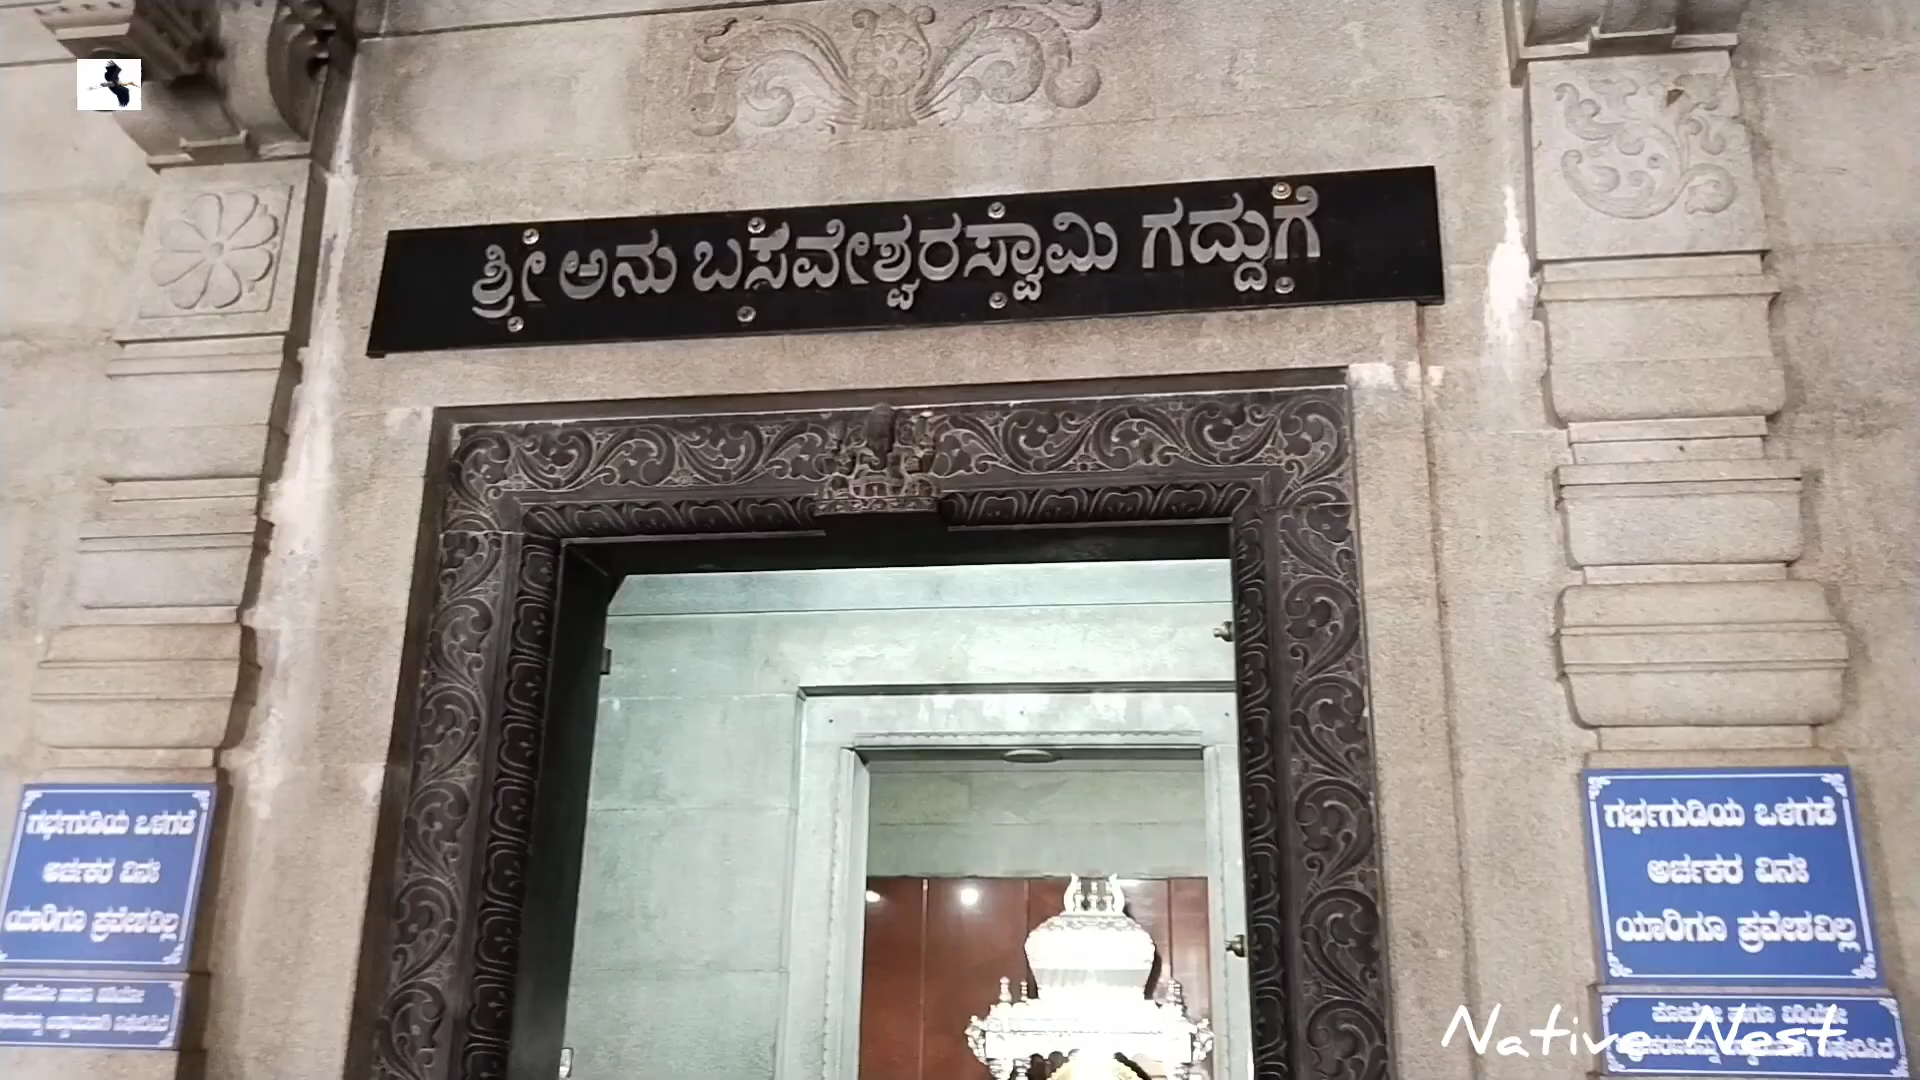 ಶ್ರೀ ಅನು ಬಸವೇಶ್ವರಸ್ವಾಮಿ ಗದ್ದುಗೆ
ಗರ್ಭಗುಡಿಯ ಒಳಗಡೆ
ಅರ್ಚಕರ ವಿನಃ
ಯಾರಿಗೂ ಪ್ರವೇಶವಿಲ್ಲ
ಗರ್ಭಗುಡಿಯ ಒಳಗಡೆ
ಅರ್ಚಕರ ವಿನಃ
ಯಾರಿಗೂ ಪ್ರವೇಶವಿಲ್ಲ
ಹಾಗೂ ವಿಡಿಯೋ
ನಿಷೇಧಿಸಿದೆ
Native Nest